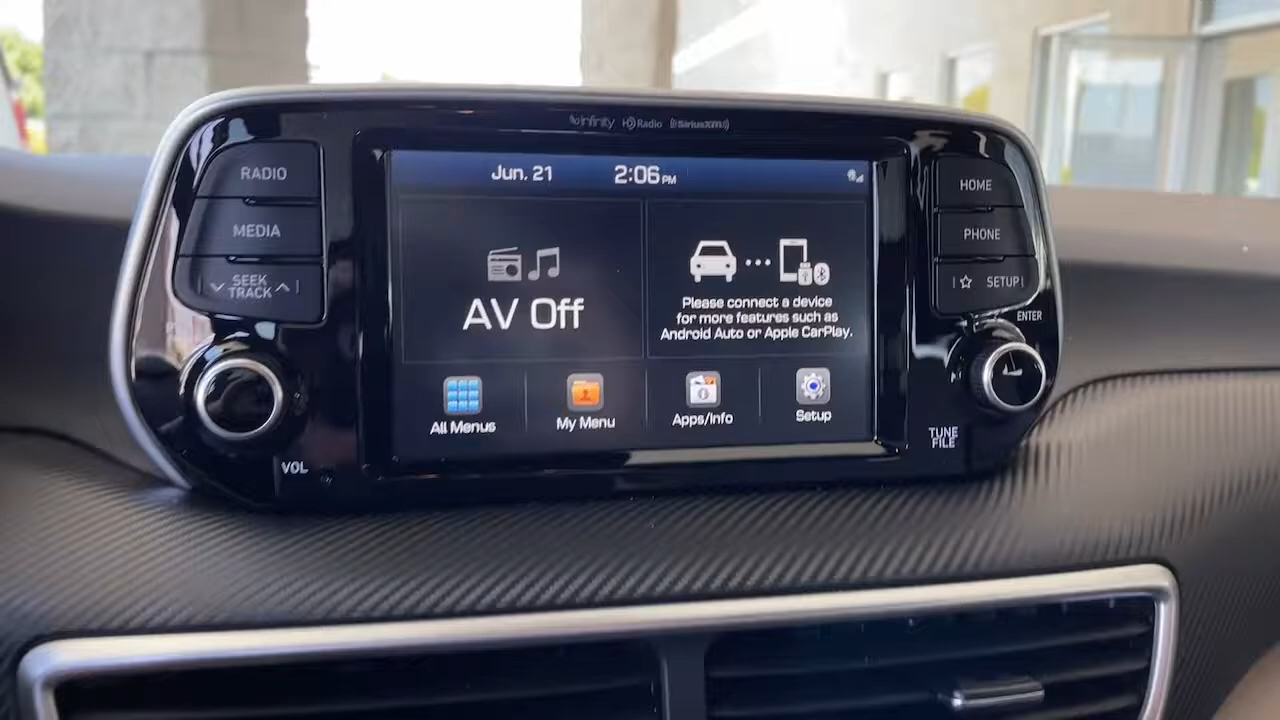 infinity HD Radio ((SiriusXM))
RADIO
MEDIA
SEEK
TRACK
VOL
Jun. 21 2:06 PM
AV Off
Please connect a device
for more features such as
Android Auto or Apple CarPlay.
All Menus
My Menu
Apps/Info
Setup
HOME
PHONE
SETUP
ENTER
TUNE
FILE